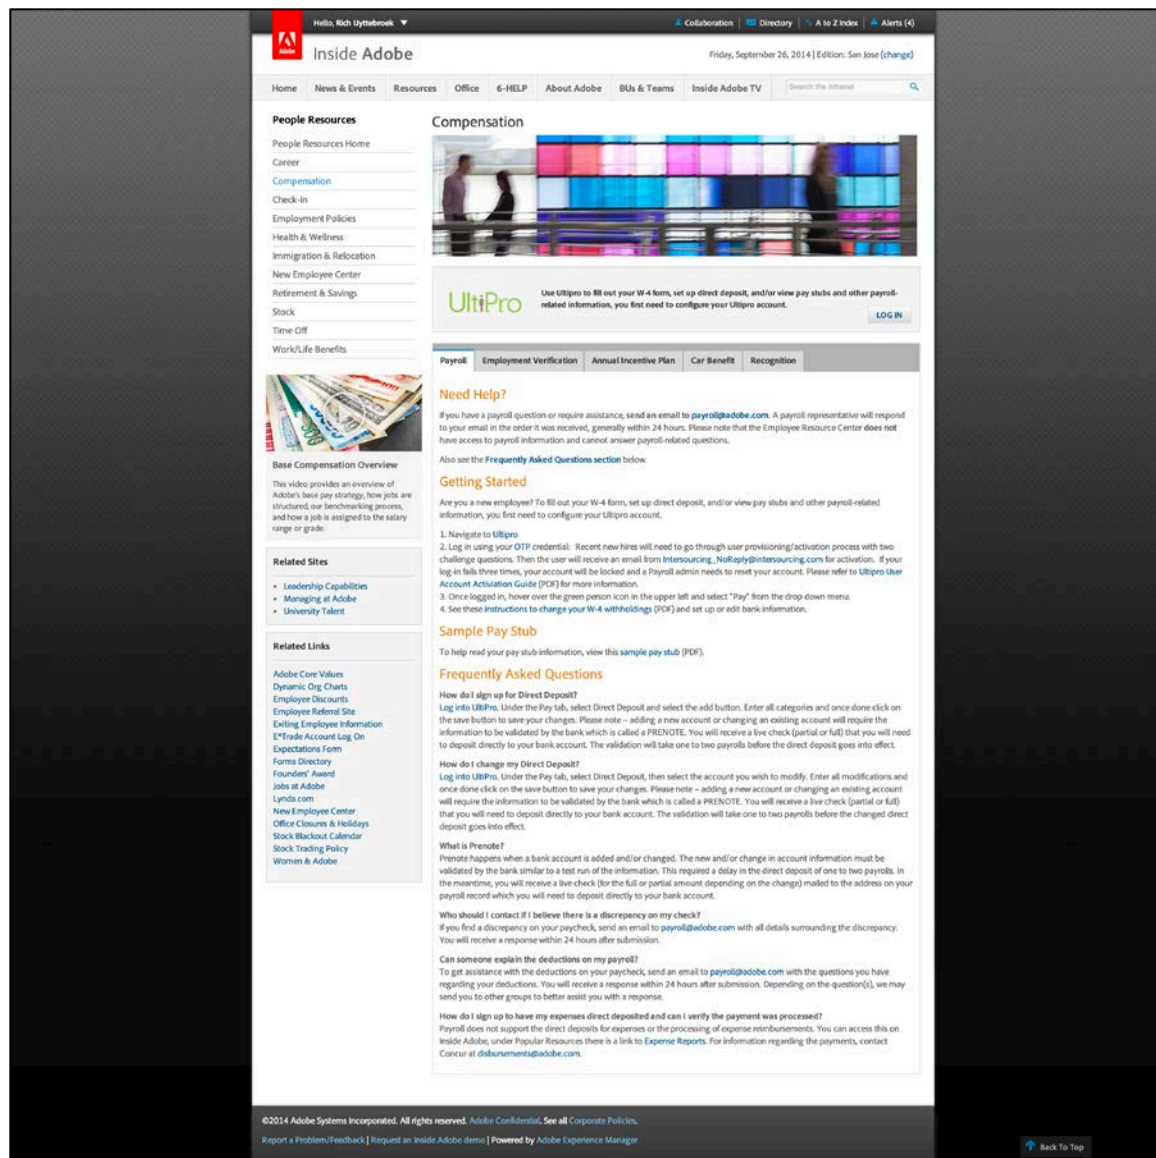 Hello, Rich Uyttebroek ▼
Collaboration | Directory | A to Z Index | Alerts (4)
Adobe
Inside Adobe
Friday, September 26, 2014 | Edition: San Jose (change)
Home
News & Events
Resources
Office
6-HELP
About Adobe
BUs & Teams
Inside Adobe TV
Search the Intranet
People Resources
People Resources Home
Career
Compensation
Check-In
Employment Policies
Health & Wellness
Immigration & Relocation
New Employee Center
Retirement & Savings
Stock
Time Off
Work/Life Benefits
Base Compensation Overview
This video provides an overview of
Adobe's base pay strategy, how jobs are
structured, our benchmarking process,
and how a job is assigned to the salary
range or grade.
Related Sites
• Leadership Capabilities
• Managing at Adobe
• University Talent
Related Links
Adobe Core Values
Dynamic Org Charts
Employee Discounts
Employee Referral Site
Exiting Employee Information
E*Trade Account Log On
Expectations Form
Forms Directory
Founders' Award
Jobs at Adobe
Lynda.com
New Employee Center
Office Closures & Holidays
Stock Blackout Calendar
Stock Trading Policy
Women & Adobe
Compensation
UltiPro
Use Ultipro to fill out your W-4 form, set up direct deposit, and/or view pay stubs and other payroll-
related information, you first need to configure your Ultipro account.
LOG IN
Payroll
Employment Verification
Annual Incentive Plan
Car Benefit
Recognition
Need Help?
If you have a payroll question or require assistance, send an email to payroll@adobe.com. A payroll representative will respond
to your email in the order it was received, generally within 24 hours. Please note that the Employee Resource Center does not
have access to payroll information and cannot answer payroll-related questions.
Also see the Frequently Asked Questions section below.
Getting Started
Are you a new employee? To fill out your W-4 form, set up direct deposit, and/or view pay stubs and other payroll-related
information, you first need to configure your Ultipro account.
1. Navigate to Ultipro
2. Log in using your OTP credential: Recent new hires will need to go through user provisioning/activation process with two
challenge questions. Then the user will receive an email from Intersourcing_NoReply@intersourcing.com for activation. If your
log-in fails three times, your account will be locked and a Payroll admin needs to reset your account. Please refer to Ultipro User
Account Activiation Guide (PDF) for more information.
3. Once logged in, hover over the green person icon in the upper left and select "Pay" from the drop down menu.
4. See these instructions to change your W-4 withholdings (PDF) and set up or edit bank information.
Sample Pay Stub
To help read your pay stub information, view this sample pay stub (PDF).
Frequently Asked Questions
How do I sign up for Direct Deposit?
Log into UltiPro. Under the Pay tab, select Direct Deposit and select the add button. Enter all categories and once done click on
the save button to save your changes. Please note – adding a new account or changing an existing account will require the
information to be validated by the bank which is called a PRENOTE. You will receive a live check (partial or full) that you will need
to deposit directly to your bank account. The validation will take one to two payrolls before the direct deposit goes into effect.
How do I change my Direct Deposit?
Log into UltiPro. Under the Pay tab, select Direct Deposit, then select the account you wish to modify. Enter all modifications and
once done click on the save button to save your changes. Please note – adding a new account or changing an existing account
will require the information to be validated by the bank which is called a PRENOTE. You will receive a live check (partial or full)
that you will need to deposit directly to your bank account. The validation will take one to two payrolls before the changed direct
deposit goes into effect.
What is Prenote?
Prenote happens when a bank account is added and/or changed. The new and/or change in account information must be
validated by the bank similar to a test run of the information. This required a delay in the direct deposit of one to two payrolls. In
the meantime, you will receive a live check (for the full or partial amount depending on the change) mailed to the address on your
payroll record which you will need to deposit directly to your bank account.
Who should I contact if I believe there is a discrepancy on my check?
If you find a discrepancy on your paycheck, send an email to payroll@adobe.com with all details surrounding the discrepancy.
You will receive a response within 24 hours after submission.
Can someone explain the deductions on my payroll?
To get assistance with the deductions on your paycheck, send an email to payroll@adobe.com with the questions you have
regarding your deductions. You will receive a response within 24 hours after submission. Depending on the question(s), we may
send you to other groups to better assist you with a response.
How do I sign up to have my expenses direct deposited and can I verify the payment was processed?
Payroll does not support the direct deposits for expenses or the processing of expense reimbursements. You can access this on
Inside Adobe, under Popular Resources there is a link to Expense Reports. For information regarding the payments, contact
Concur at disbursements@adobe.com.
©2014 Adobe Systems Incorporated. All rights reserved. Adobe Confidential. See all Corporate Policies.
Report a Problem/Feedback | Request an Inside Adobe demo | Powered by Adobe Experience Manager
Back To Top